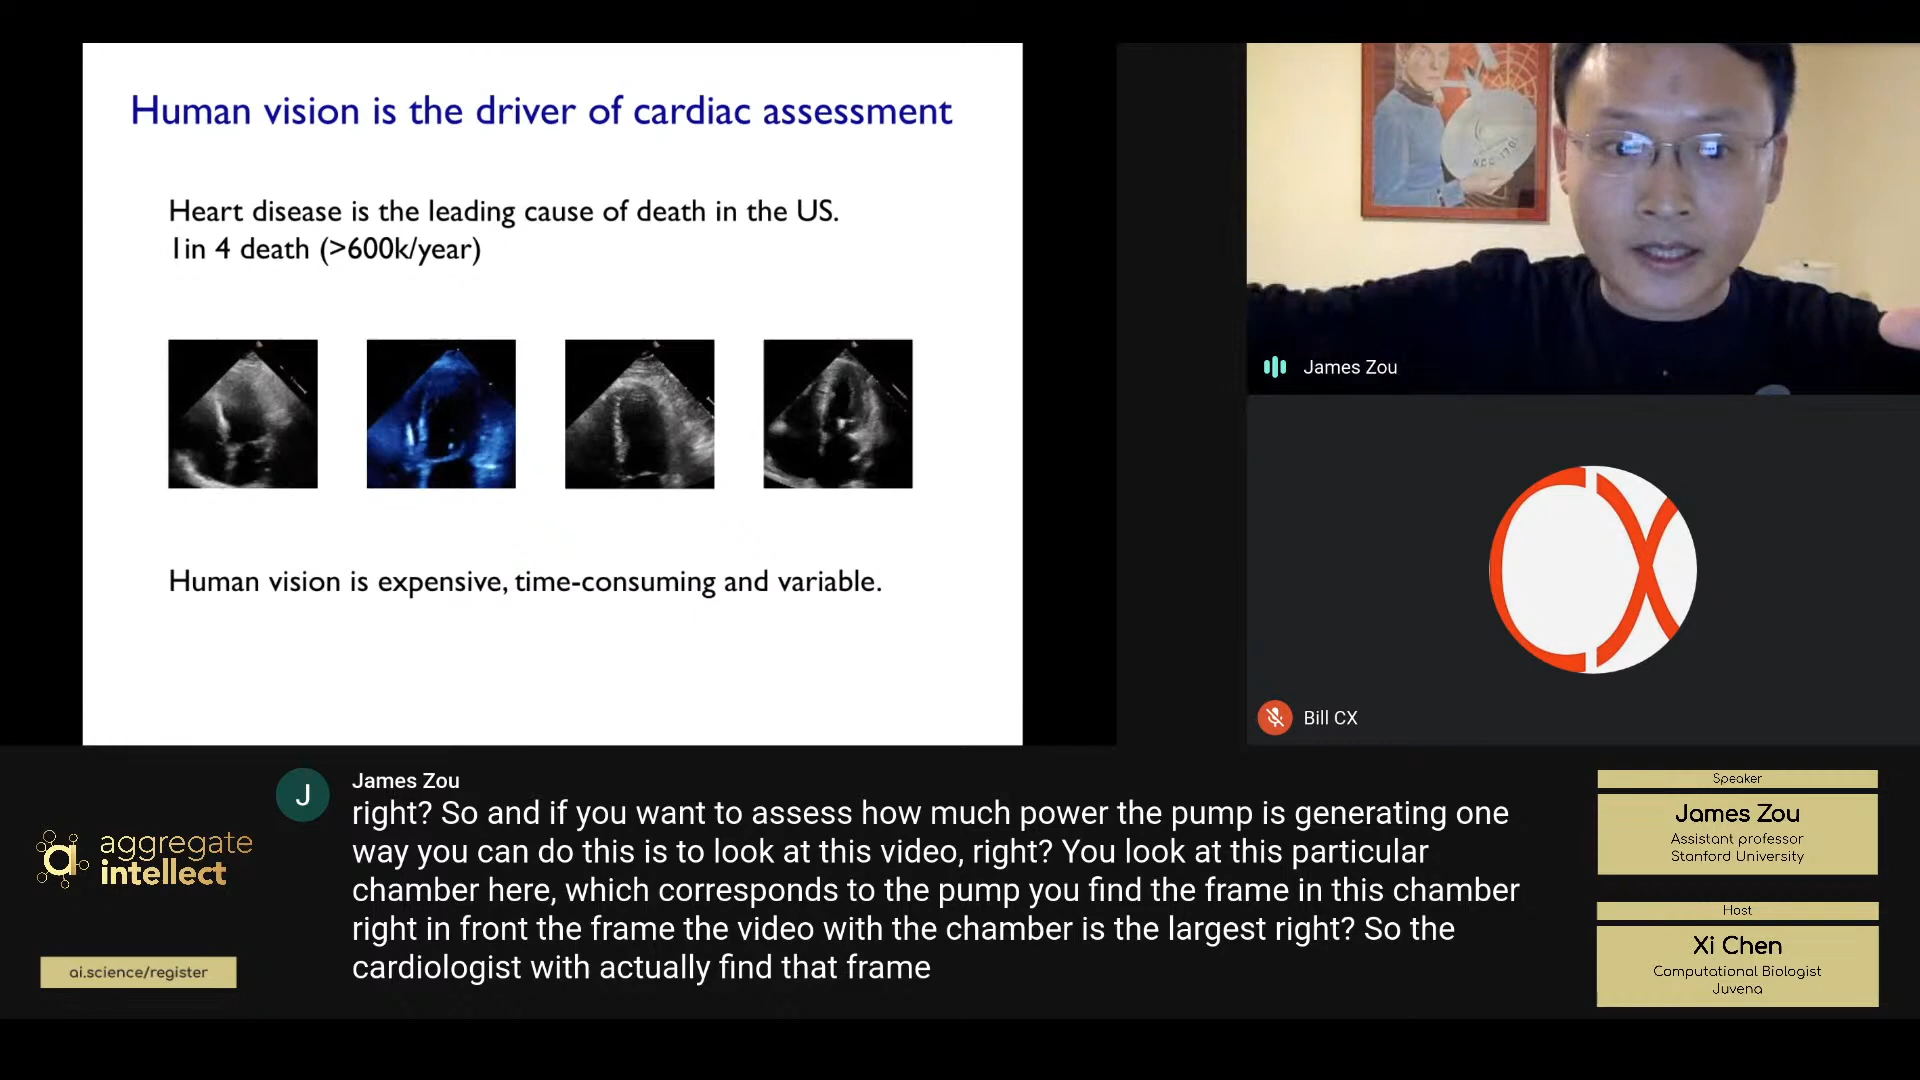 Human vision is the driver of cardiac assessment
Heart disease is the leading cause of death in the US.
1in 4 death (>600k/year)
Human vision is expensive, time-consuming and variable.
NCC-170
James Zou
Bill CX
J
James Zou
right? So and if you want to assess how much power the pump is generating one
way you can do this is to look at this video, right? You look at this particular
chamber here, which corresponds to the pump you find the frame in this chamber
right in front the frame the video with the chamber is the largest right? So the
cardiologist with actually find that frame
aggregate
intellect
ai.science/register
Speaker
James Zou
Assistant professor
Stanford University
Host
Xi Chen
Computational Biologist
Juvena